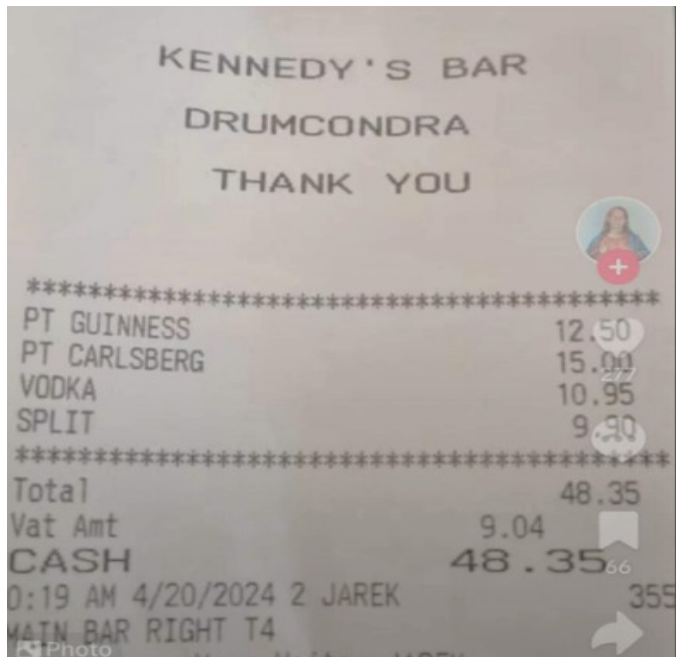 KENNEDY'S BAR
DRUMCONDRA
THANK YOU
******************************************
PT GUINNESS 12.50
PT CARLSBERG 15.00
VODKA 10.95
SPLIT 9.90
******************************************
Total 48.35
Vat Amt 9.04
CASH 48.35
0:19 AM 4/20/2024 2 JAREK 355
MAIN BAR RIGHT T4
Photo